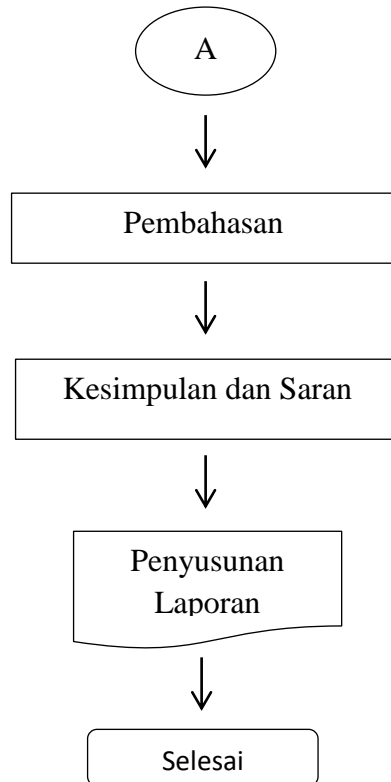 A
Pembahasan
Kesimpulan dan Saran
Penyusunan
Laporan
Selesai